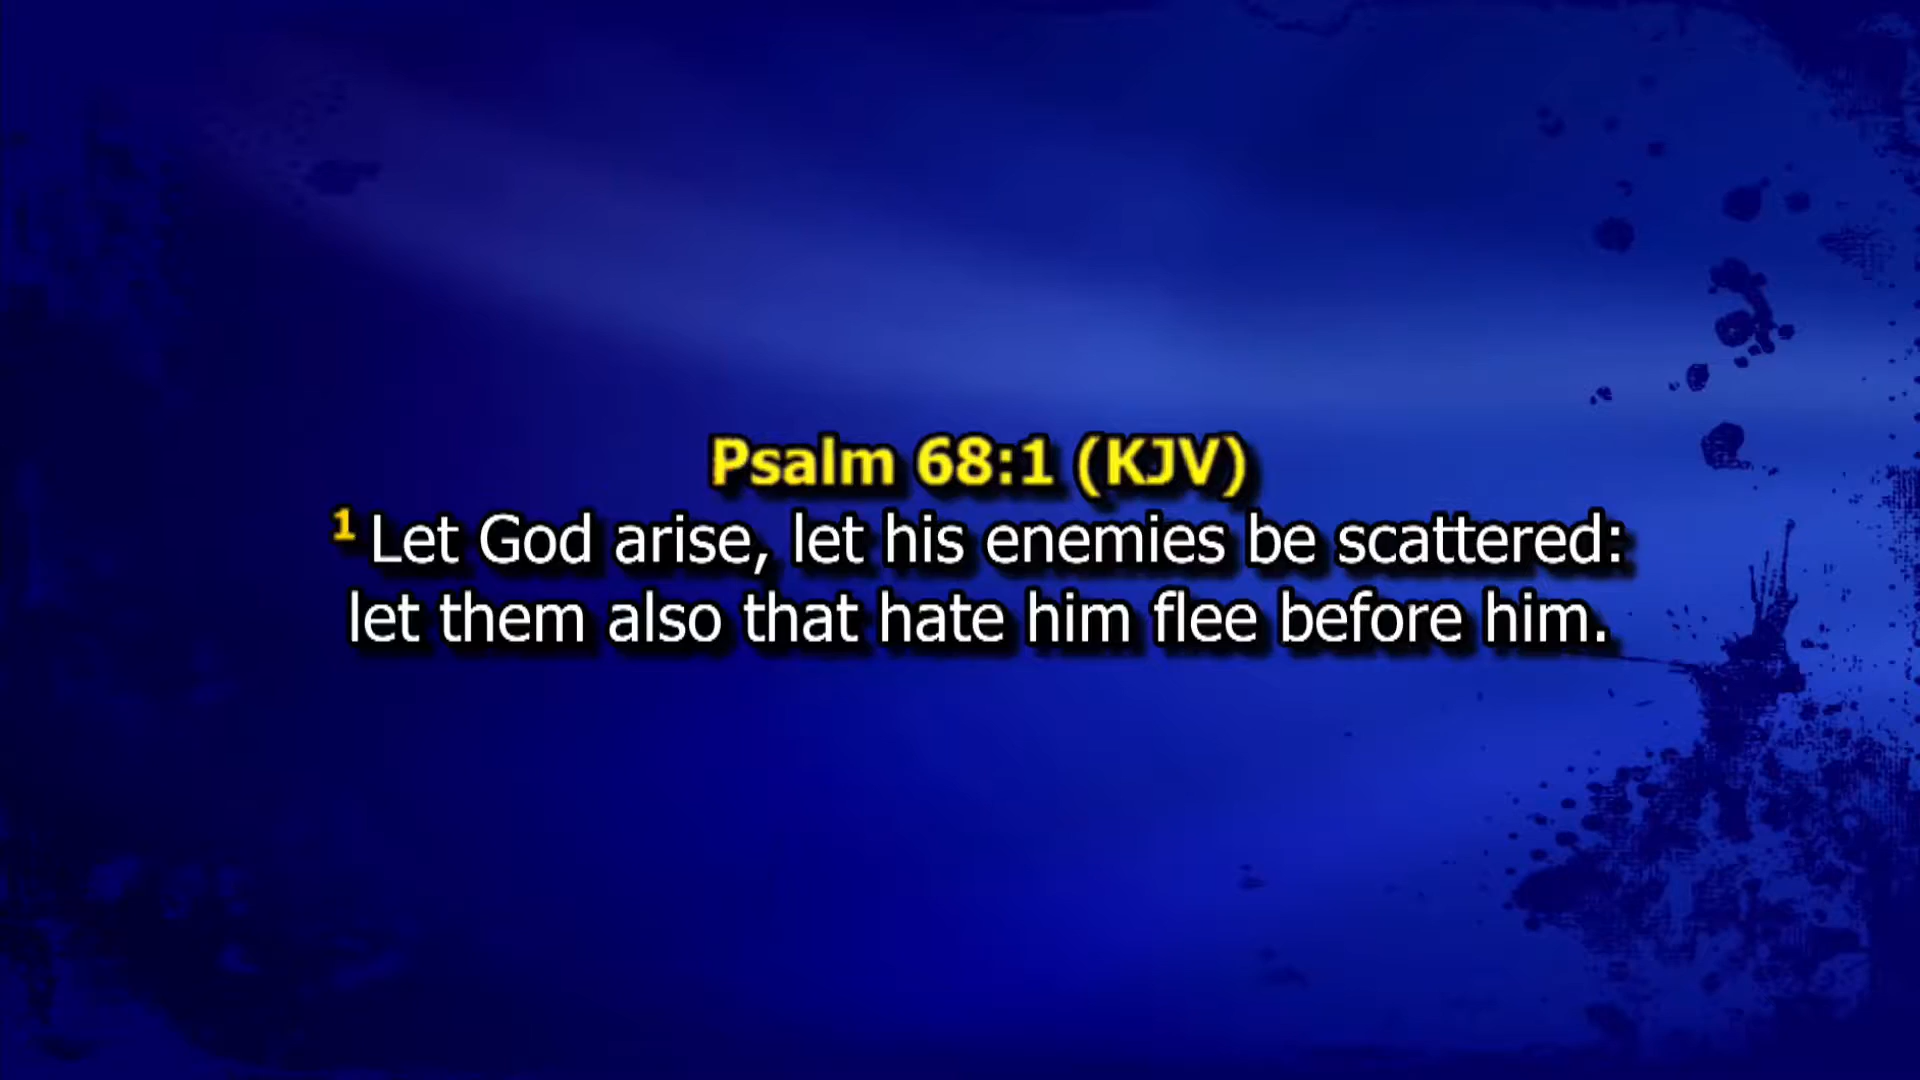 Psalm 68:1 (KJV)
1 Let God arise, let his enemies be scattered:
let them also that hate him flee before him.